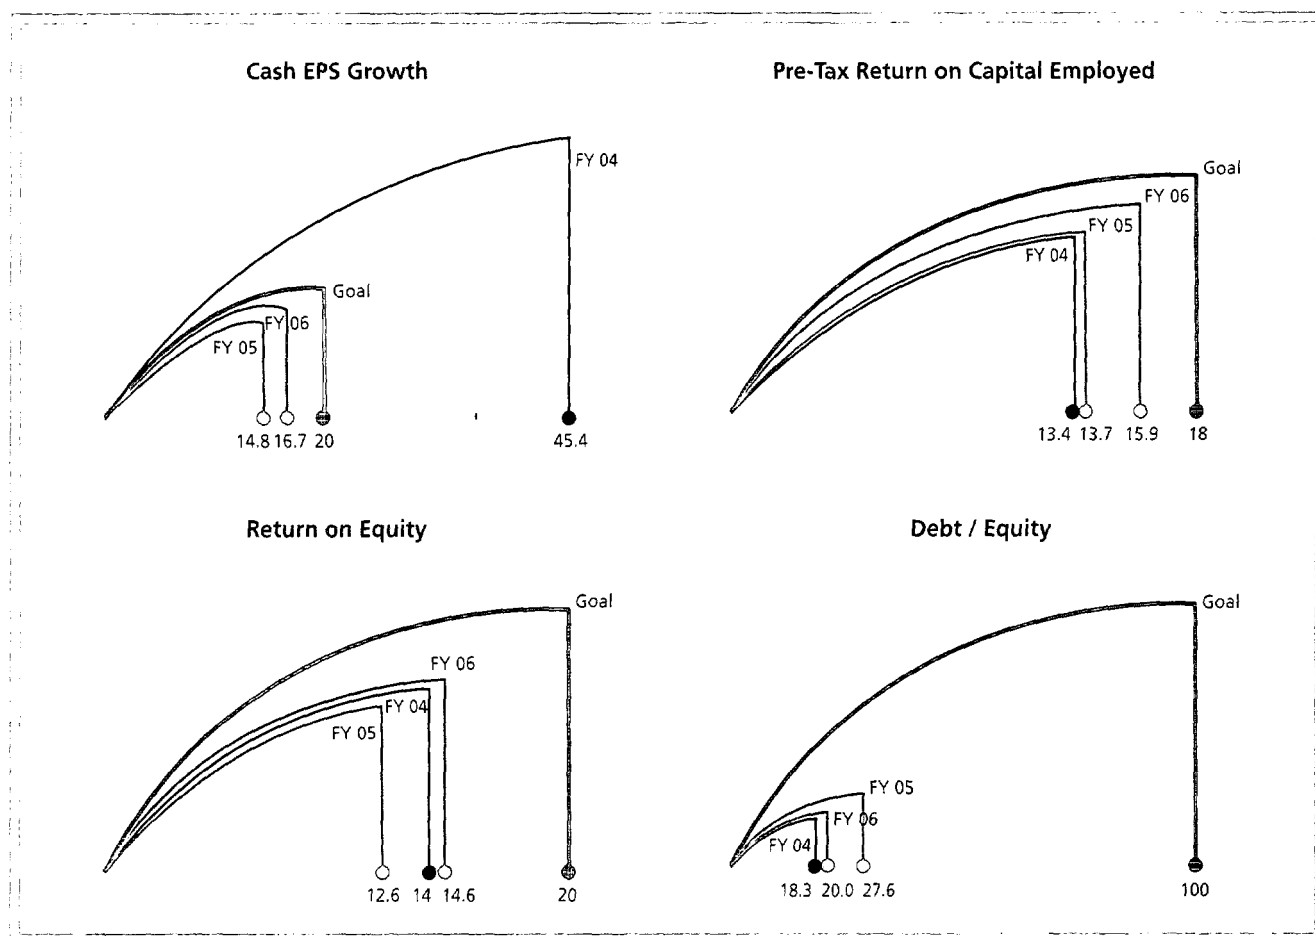 Cash EPS Growth
FY 04
Goal
FY 06
FY 05
14.8 16.7 20 45.4
Pre-Tax Return on Capital Employed
Goal
FY 06
FY 05
FY 04
13.4 13.7 15.9 18
Return on Equity
Goal
FY 06
FY 04
FY 05
12.6 14 14.6 20
Debt / Equity
Goal
FY 05
FY 06
FY 04
18.3 20.0 27.6 100